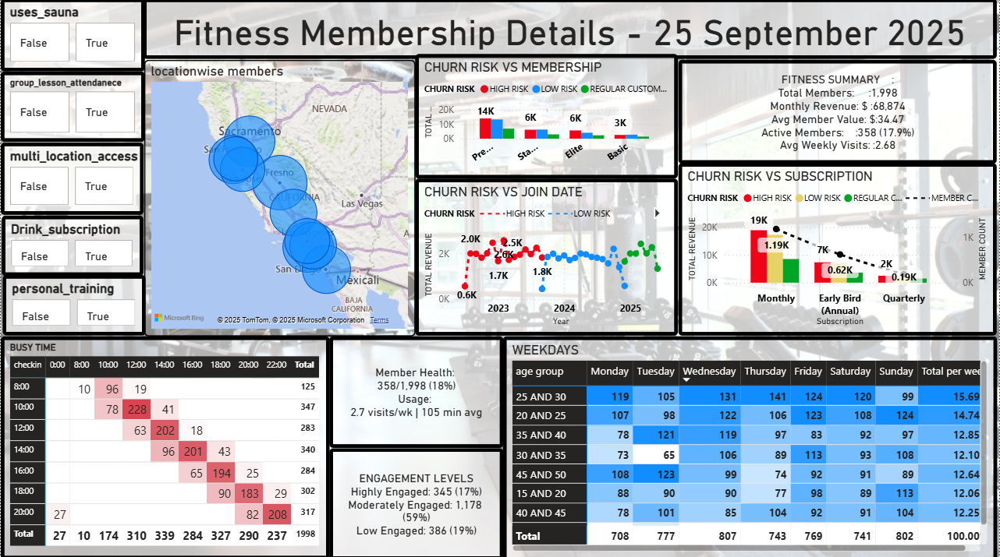 uses_sauna
False True
group_lesson_attendanece
False True
multi_location_access
False True
Drink_subscription
False True
personal_training
False True
Fitness Membership Details - 25 September 2025
locationwise members
NEVADA
Sacramento
Fresno
CALIFORNIA
Las Vegas
San Diego
Mexicali
BAJA
CALIFORNIA
Microsoft Bing
© 2025 TomTom, © 2025 Microsoft Corporation Terms
CHURN RISK VS MEMBERSHIP
CHURN RISK HIGH RISK LOW RISK REGULAR CUSTOM...
TOTAL ...
20K
10K
0K
14K 6K 6K 3K
Pre... Sta... Elite Basic
CHURN RISK VS JOIN DATE
CHURN RISK HIGH RISK LOW RISK
TOTAL REVENUE
2K
0K
2.0K 2.5K
2.6K
1.7K 1.8K
0.6K
2023 2024 2025
Year
FITNESS SUMMARY :
Total Members: :1,998
Monthly Revenue: $ :68,874
Avg Member Value: $:34.47
Active Members: :358 (17.9%)
Avg Weekly Visits: :2.68
CHURN RISK VS SUBSCRIPTION
CHURN RISK HIGH RISK LOW RISK REGULAR C... MEMBER C...
TOTAL REVENUE
MEMBER COUNT
20K
10K
0K
1K
0K
19K 7K 2K
1.19K 0.62K 0.19K
Monthly Early Bird (Annual) Quarterly
Subscription
BUSY TIME
checkin 0:00 8:00 10:00 12:00 14:00 16:00 18:00 20:00 22:00 Total
8:00 10 96 19 125
10:00 78 228 41 347
12:00 63 202 18 283
14:00 96 201 43 340
16:00 65 194 25 284
18:00 90 183 29 302
20:00 27 82 208 317
Total 27 10 174 310 339 284 327 290 237 1998
Member Health:
358/1,998 (18%)
Usage:
2.7 visits/wk | 105 min avg
ENGAGEMENT LEVELS
Highly Engaged: 345 (17%)
Moderately Engaged: 1,178
(59%)
Low Engaged: 386 (19%)
WEEKDAYS
age group Monday Tuesday Wednesday Thursday Friday Saturday Sunday Total per wee
25 AND 30 119 105 131 141 124 120 99 15.69
20 AND 25 107 98 122 106 123 108 124 14.74
35 AND 40 78 121 119 97 83 92 97 12.85
30 AND 35 73 65 106 89 113 93 108 12.10
45 AND 50 108 123 99 74 92 91 89 12.64
15 AND 20 88 90 90 77 98 89 113 12.06
40 AND 45 78 101 85 104 92 91 104 12.25
Total 708 777 807 743 769 741 802 100.00